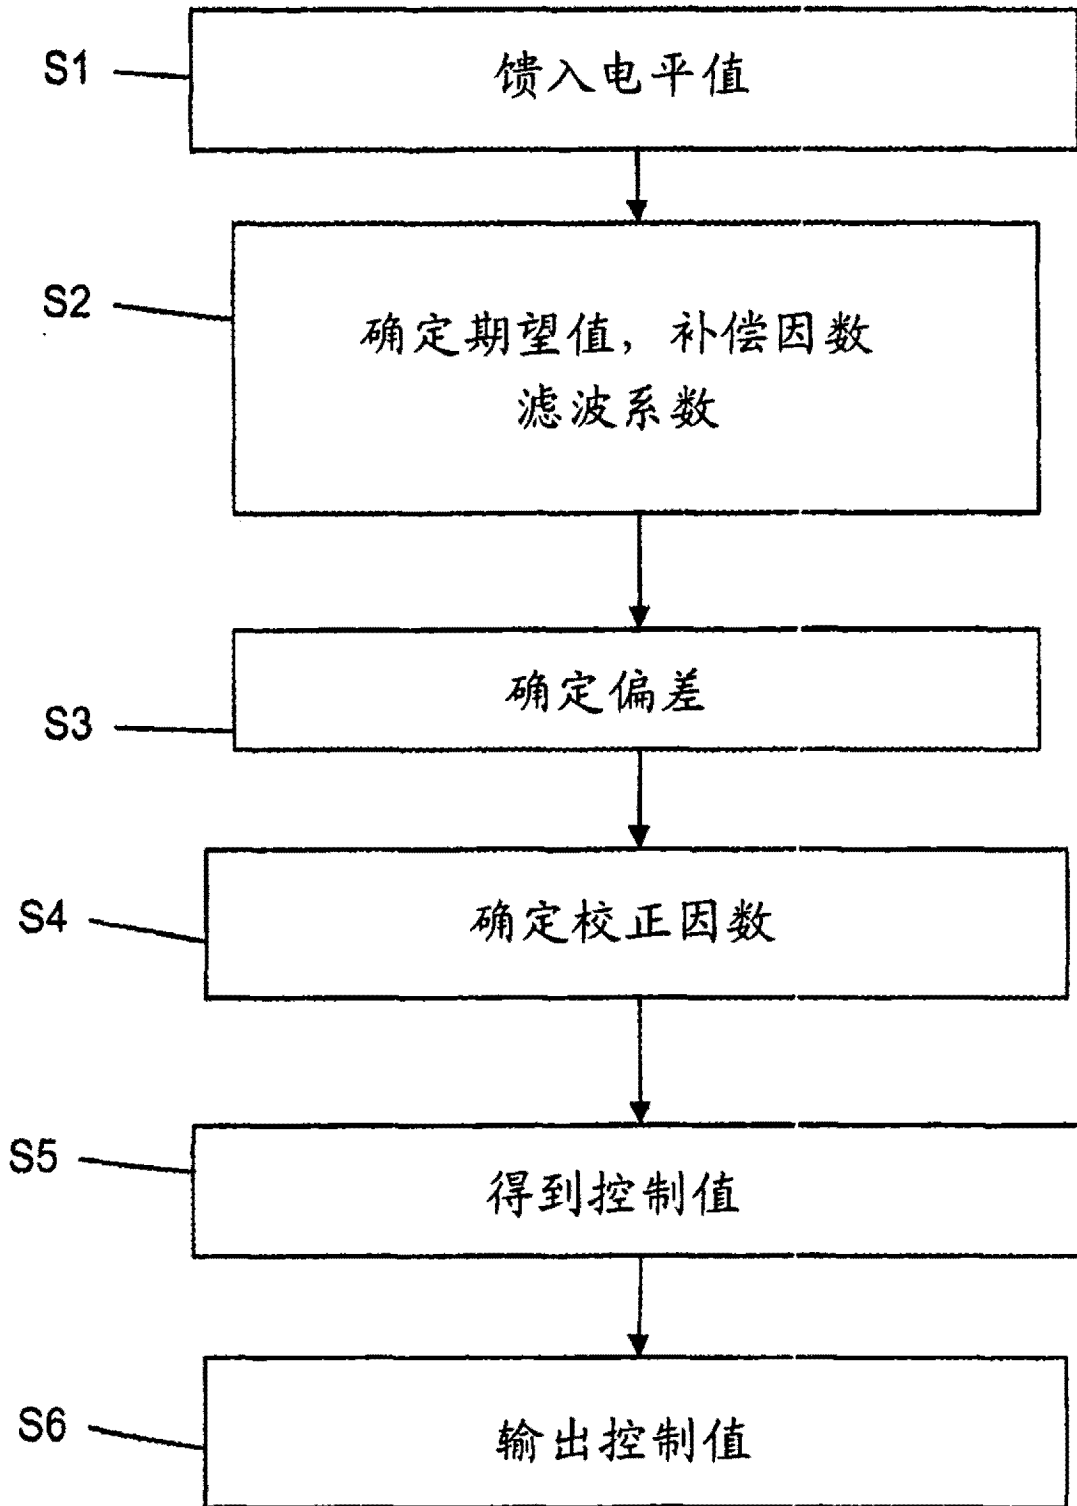 S1
馈入电平值
S2
确定期望值，补偿因数
滤波系数
S3
确定偏差
S4
确定校正因数
S5
得到控制值
S6
输出控制值